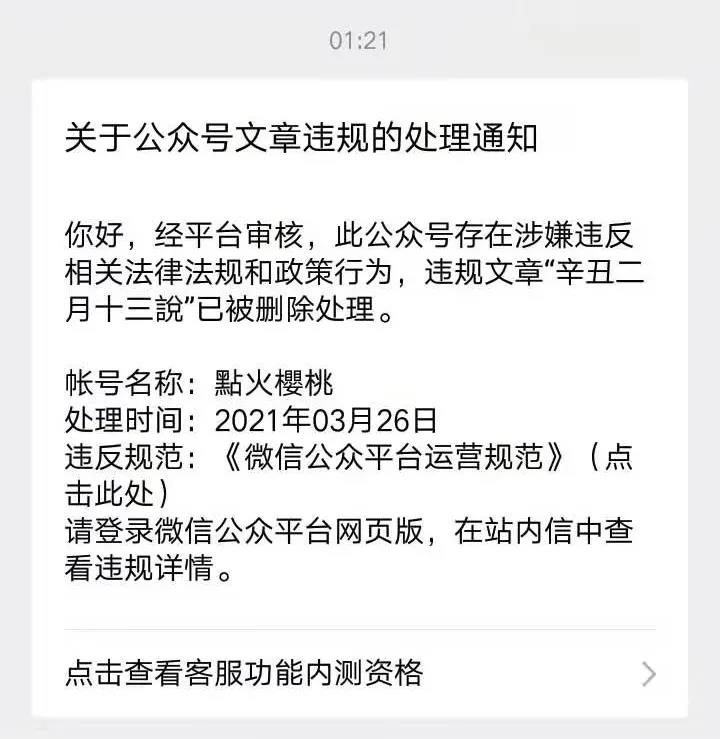 01:21
关于公众号文章违规的处理通知
你好，经平台审核，此公众号存在涉嫌违反
相关法律法规和政策行为，违规文章“辛丑二
月十三說”已被删除处理。
帐号名称：點火櫻桃
处理时间：2021年03月26日
违反规范：《微信公众平台运营规范》（点
击此处）
请登录微信公众平台网页版，在站内信中查
看违规详情。
点击查看客服功能内测资格